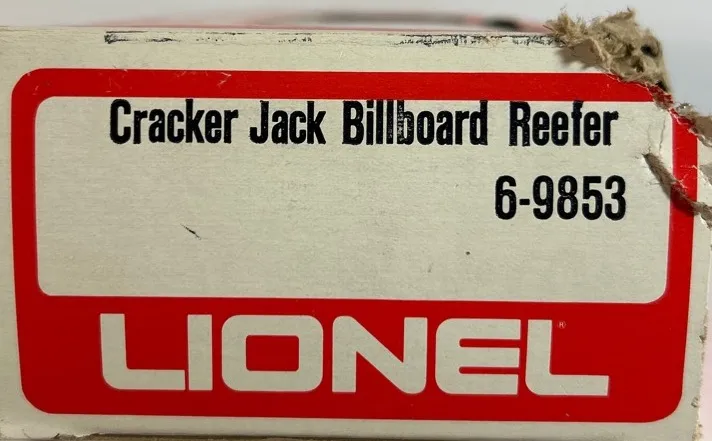 Cracker Jack Billboard Reefer
6-9853
LIONEL®